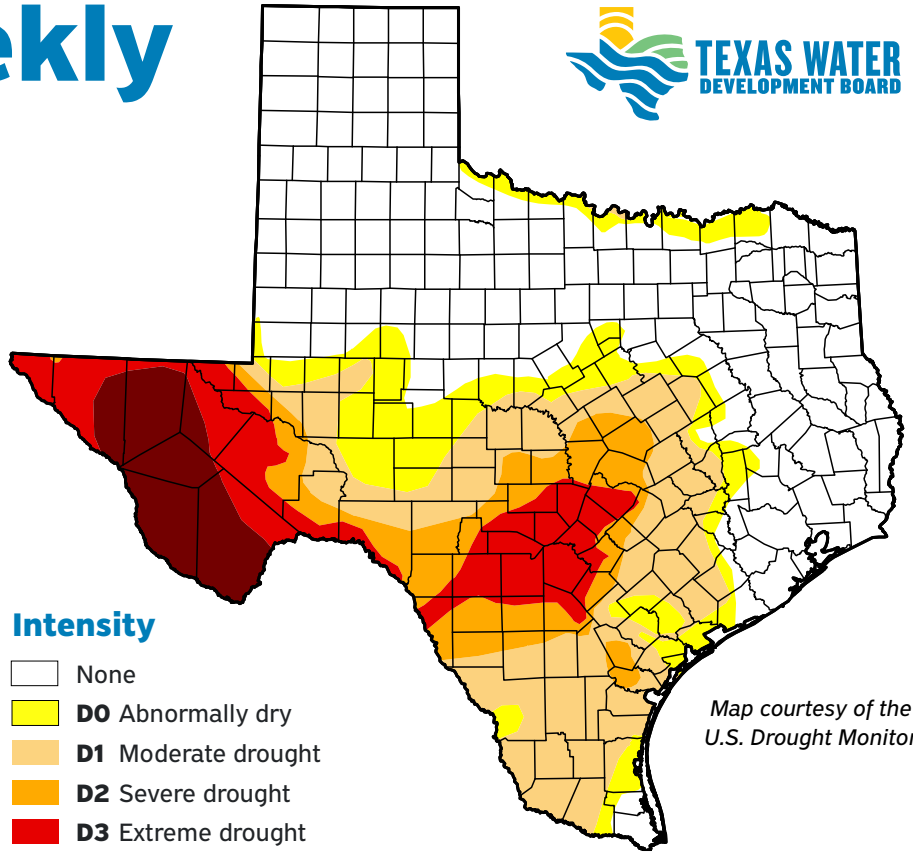 ekly
TEXAS WATER
DEVELOPMENT BOARD
Intensity
None
D0 Abnormally dry
D1 Moderate drought
D2 Severe drought
D3 Extreme drought
Map courtesy of the
U.S. Drought Monitor